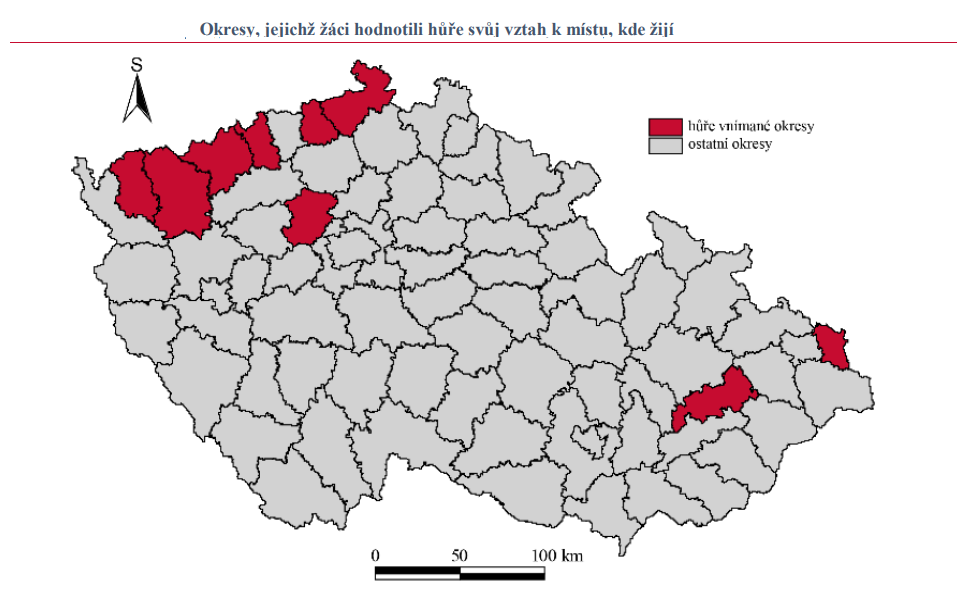 Okresy, jejichž žáci hodnotili hůře svůj vztah k místu, kde žijí
S
hůře vnímané okresy
ostatní okresy
0 50 100 km